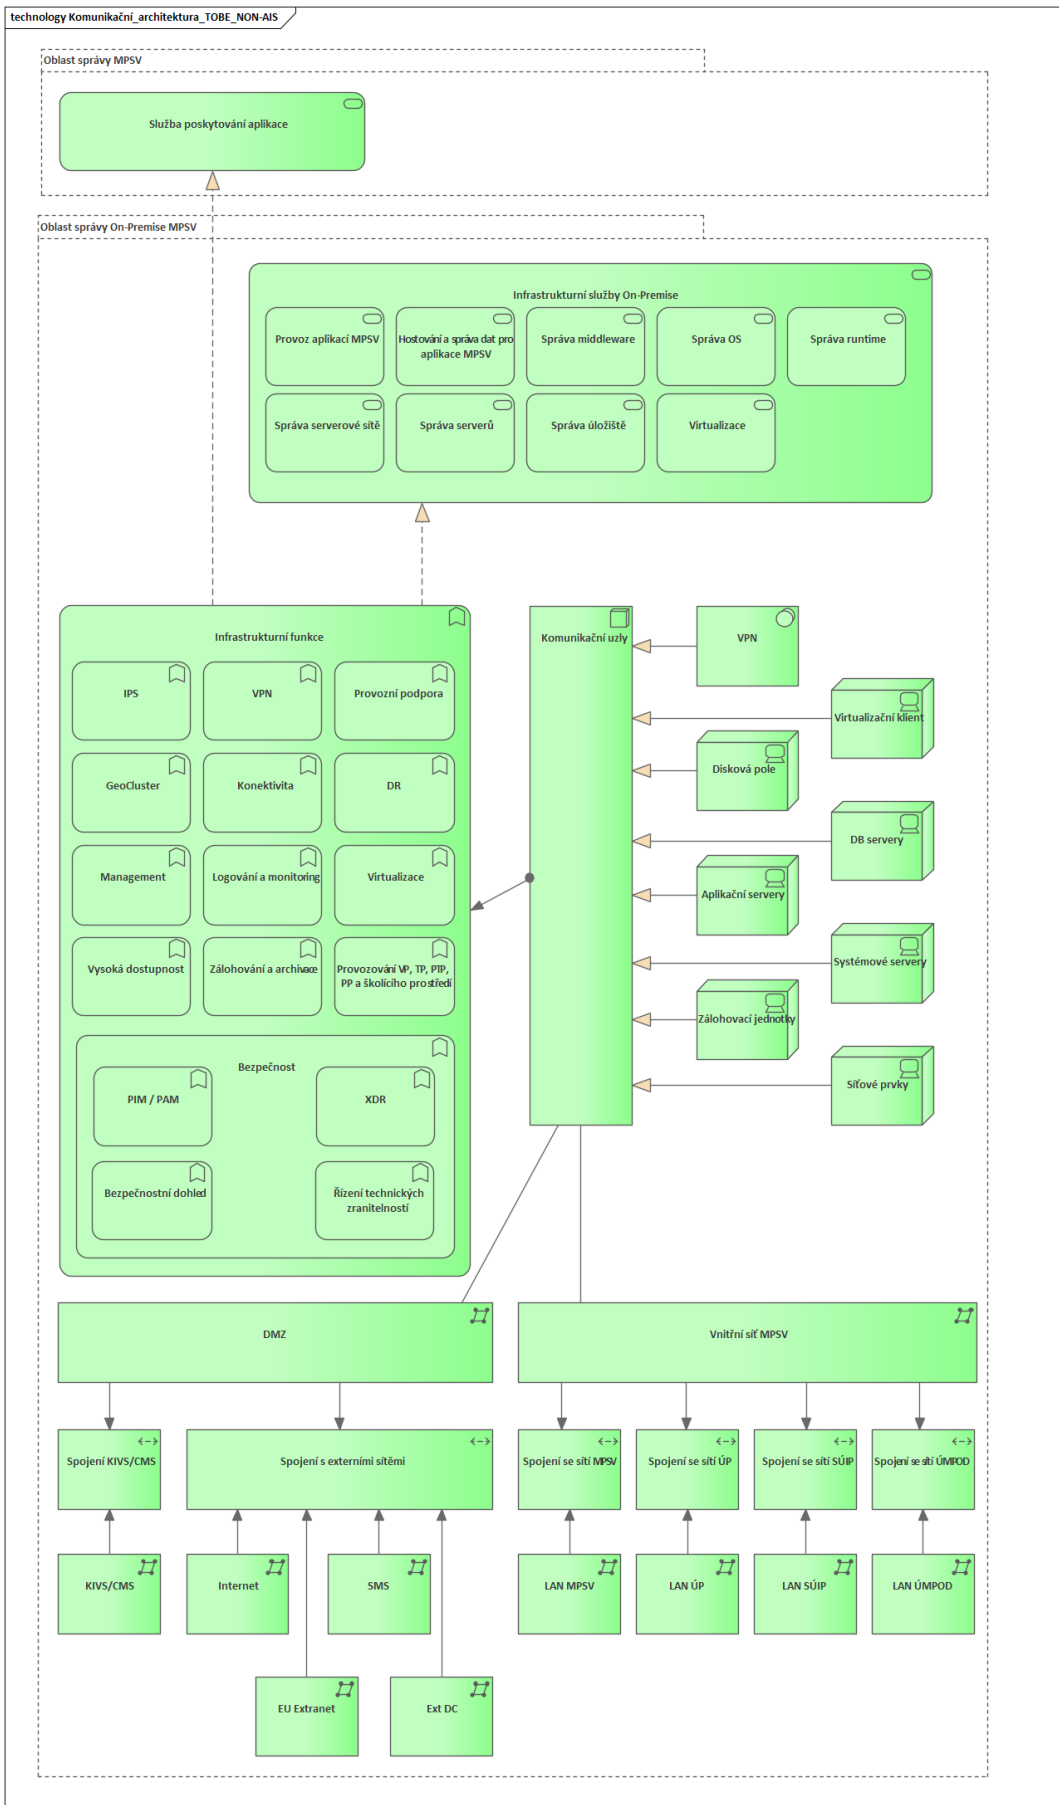 technology Komunikační_architektura_TOBE_NON-AIS
Oblast správy MPSV
Služba poskytování aplikace
Oblast správy On-Premise MPSV
Infrastrukturní služby On-Premise
Provoz aplikací MPSV
Hostování a správa dat pro
aplikace MPSV
Správa middleware
Správa OS
Správa runtime
Správa serverové sítě
Správa serverů
Správa úložiště
Virtualizace
Infrastrukturní funkce
IPS
VPN
Provozní podpora
GeoCluster
Konektivita
DR
Management
Logování a monitoring
Virtualizace
Vysoká dostupnost
Zálohování a archivace
Provozování VP, TP, PTP,
PP a školícího prostředí
Bezpečnost
PIM / PAM
XDR
Bezpečnostní dohled
Řízení technických
zranitelností
Komunikační uzly
VPN
Virtualizační klient
Disková pole
DB servery
Aplikační servery
Systémové servery
Zálohovací jednotky
Síťové prvky
DMZ
Vnitřní síť MPSV
Spojení KIVS/CMS
Spojení s externími sítěmi
Spojení se sítí MPSV
Spojení se sítí ÚP
Spojení se sítí SÚIP
Spojení se sítí ÚMPOD
KIVS/CMS
Internet
SMS
LAN MPSV
LAN ÚP
LAN SÚIP
LAN ÚMPOD
EU Extranet
Ext DC